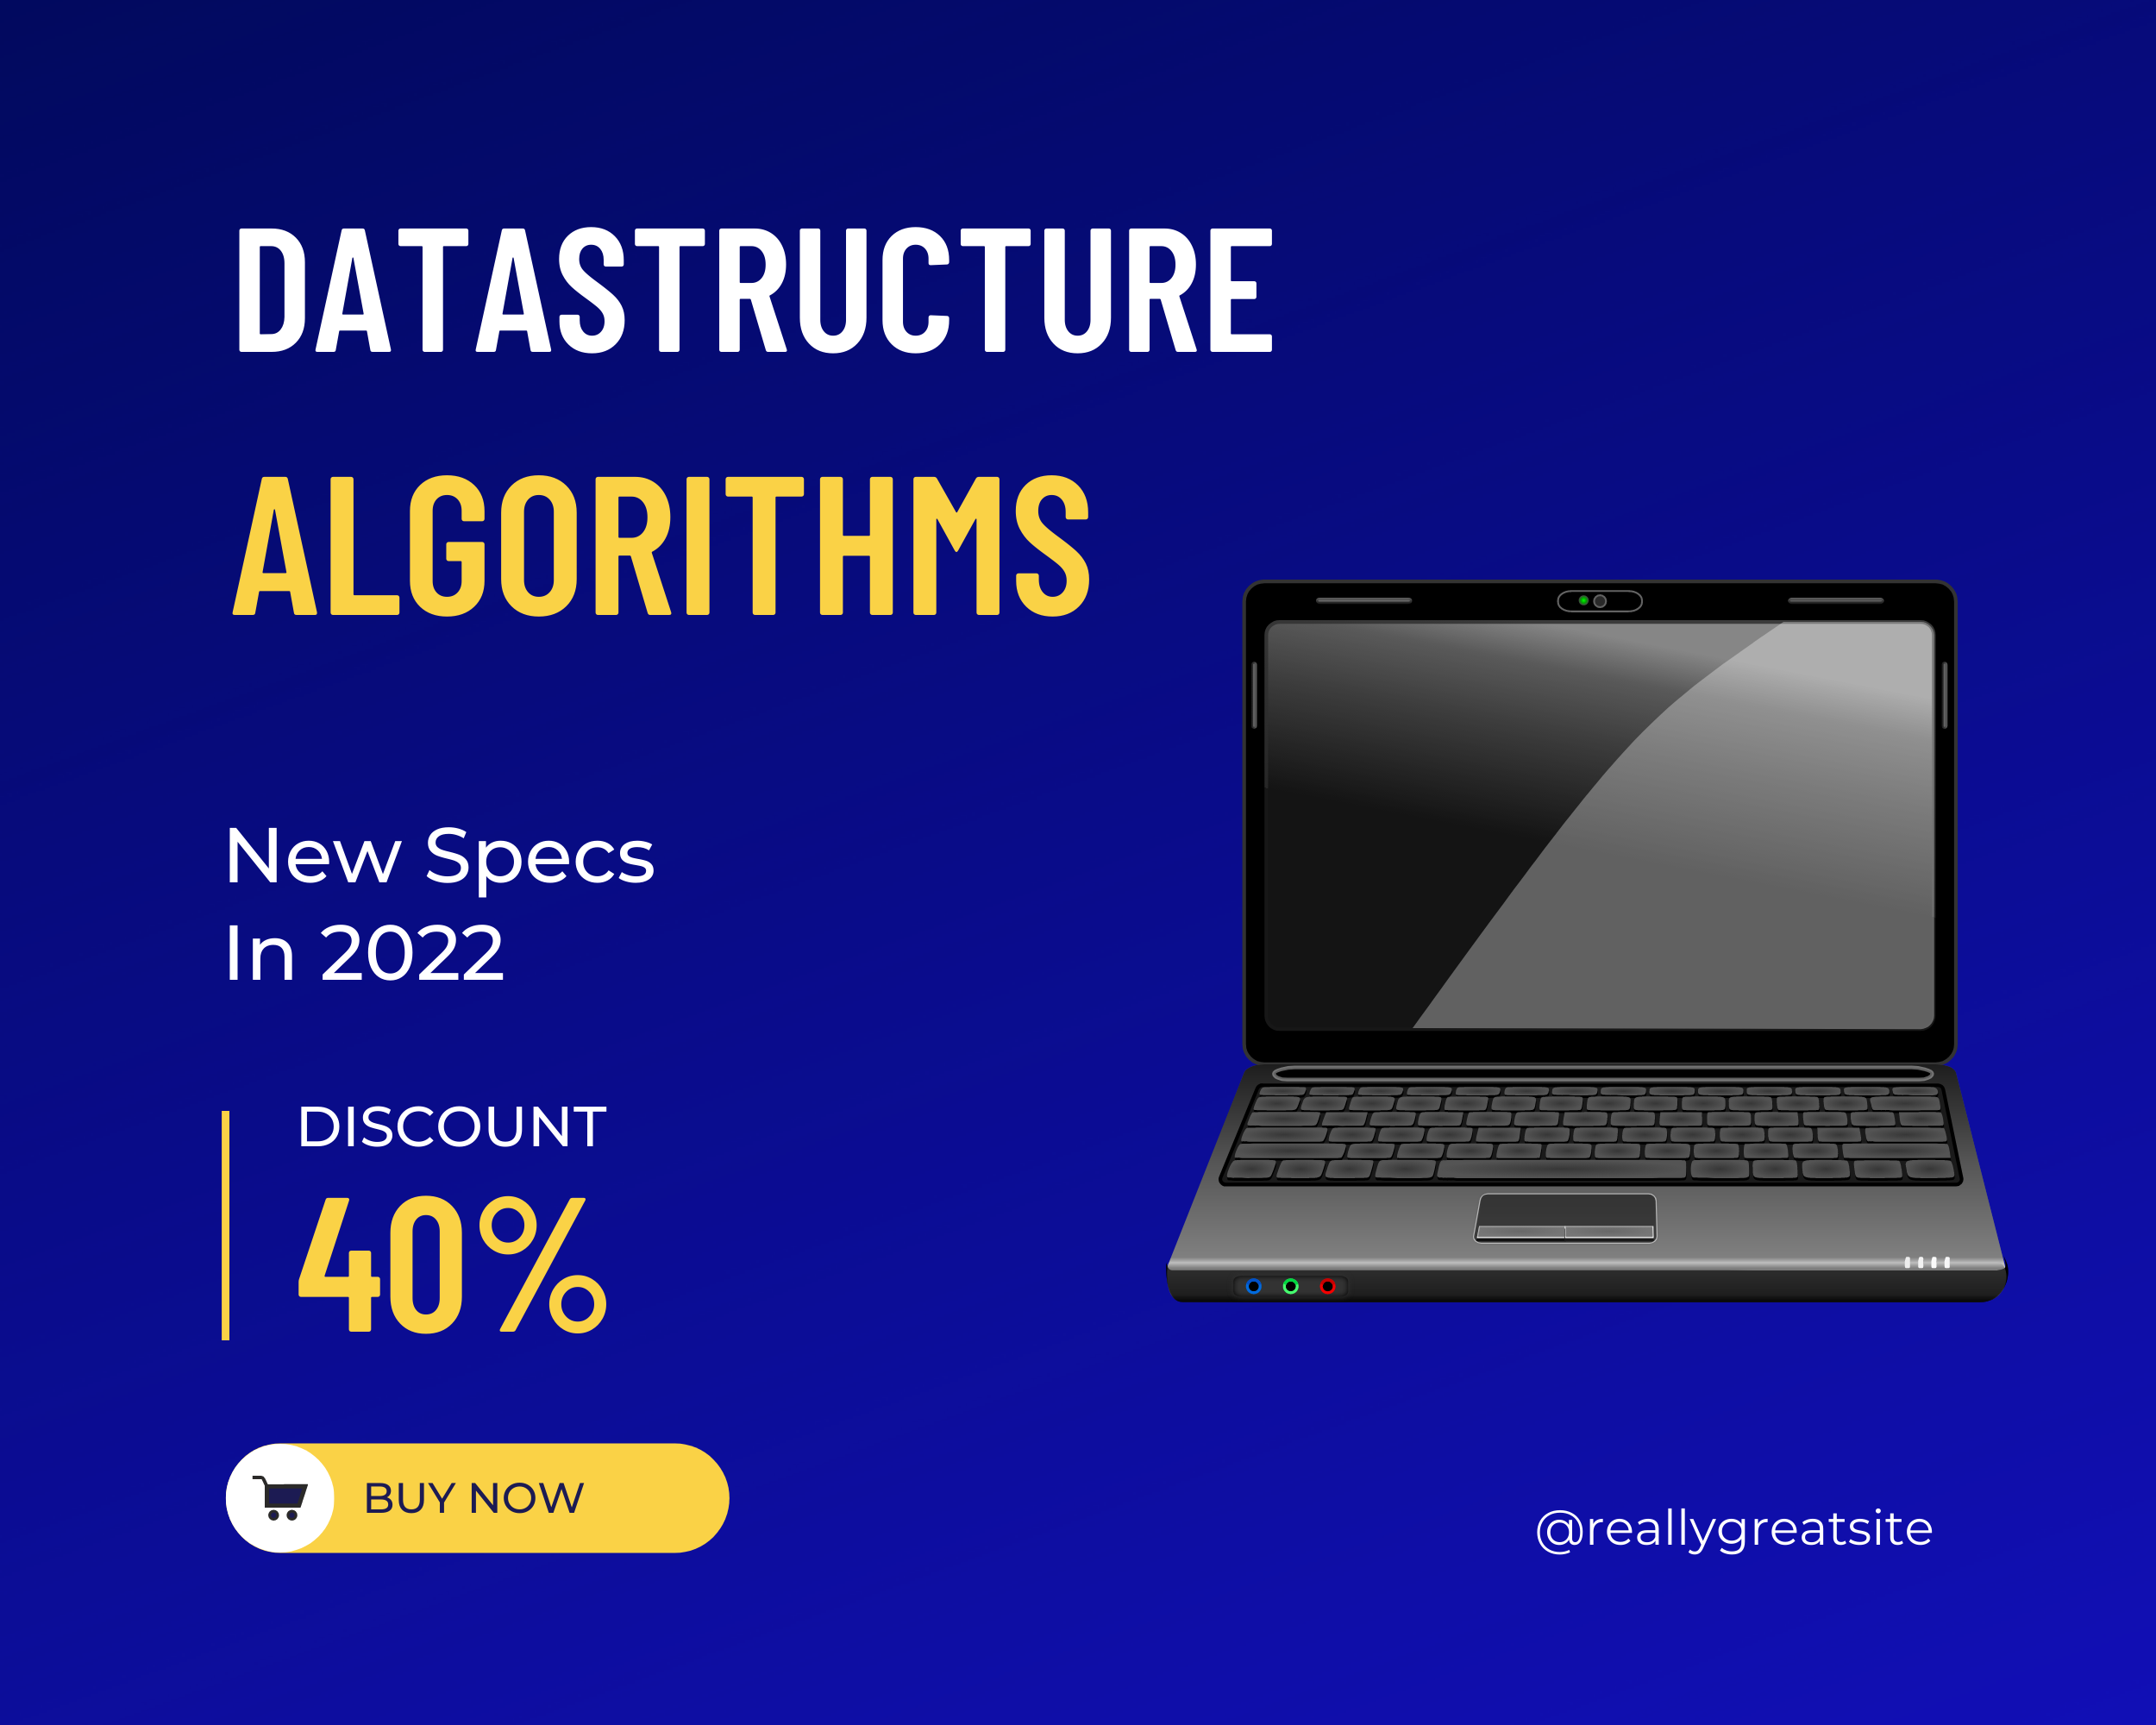 DATASTRUCTURE
ALGORITHMS
New Specs
In 2022
DISCOUNT
40%
BUY NOW
@reallygreatsite